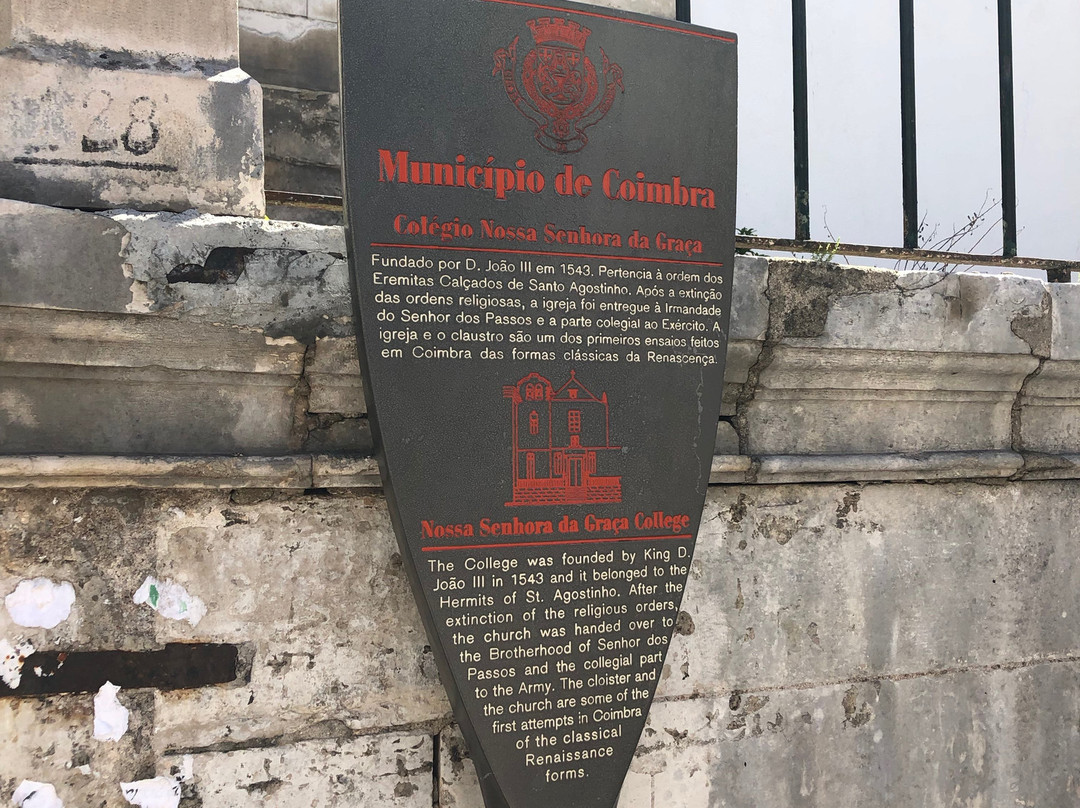 28
Município de Coimbra
Colégio Nossa Senhora da Graça
Fundado por D. João III em 1543. Pertencia à ordem dos
Eremitas Calçados de Santo Agostinho. Após a extinção
das ordens religiosas, a igreja foi entregue à Irmandade
do Senhor dos Passos e a parte colegial ao Exército. A
igreja e o claustro são um dos primeiros ensaios feitos
em Coimbra das formas clássicas da Renascença.
Nossa Senhora da Graça College
The College was founded by King D.
João III in 1543 and it belonged to the
Hermits of St. Agostinho. After the
extinction of the religious orders,
the church was handed over to
the Brotherhood of Senhor dos
Passos and the collegial part
to the Army. The cloister and
the church are some of the
first attempts in Coimbra
of the classical
Renaissance
forms.